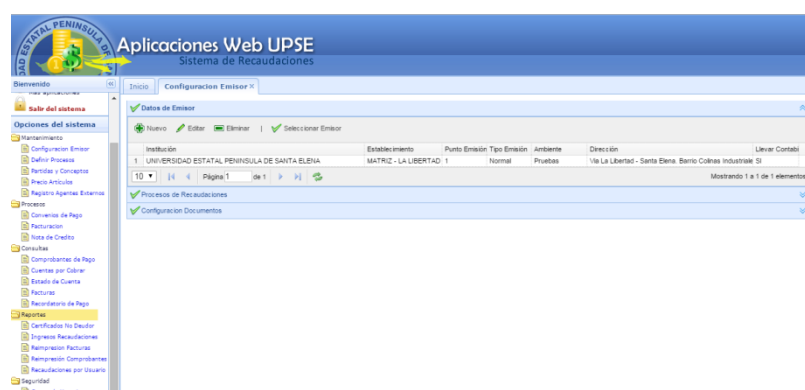 AD ESTATAL PENINSULA DE
Aplicaciones Web UPSE
Sistema de Recaudaciones
Bienvenido
Inicio
Configuracion Emisor
Más aplicaciones
Salir del sistema
Opciones del sistema
Mantenimiento
Configuracion Emisor
Definir Procesos
Partidas y Conceptos
Precio Articulos
Registro Agentes Externos
Procesos
Convenios de Pago
Facturacion
Nota de Credito
Consultas
Comprobantes de Pago
Cuentas por Cobrar
Estado de Cuenta
Facturas
Recordatorio de Pago
Reportes
Certificados No Deudor
Ingresos Recaudaciones
Reimpresion Facturas
Reimpresión Comprobantes
Recaudaciones por Usuario
Seguridad
Datos de Emisor
Nuevo Editar Eliminar | Seleccionar Emisor
Institución Establecimiento Punto Emisión Tipo Emisión Ambiente Dirección Llevar Contabi
1 UNIVERSIDAD ESTATAL PENINSULA DE SANTA ELENA MATRIZ - LA LIBERTAD 1 Normal Pruebas Vía La Libertad - Santa Elena. Barrio Colinas Industriale SI
10 Página 1 de 1 Mostrando 1 a 1 de 1 elementos
Procesos de Recaudaciones
Configuracion Documentos